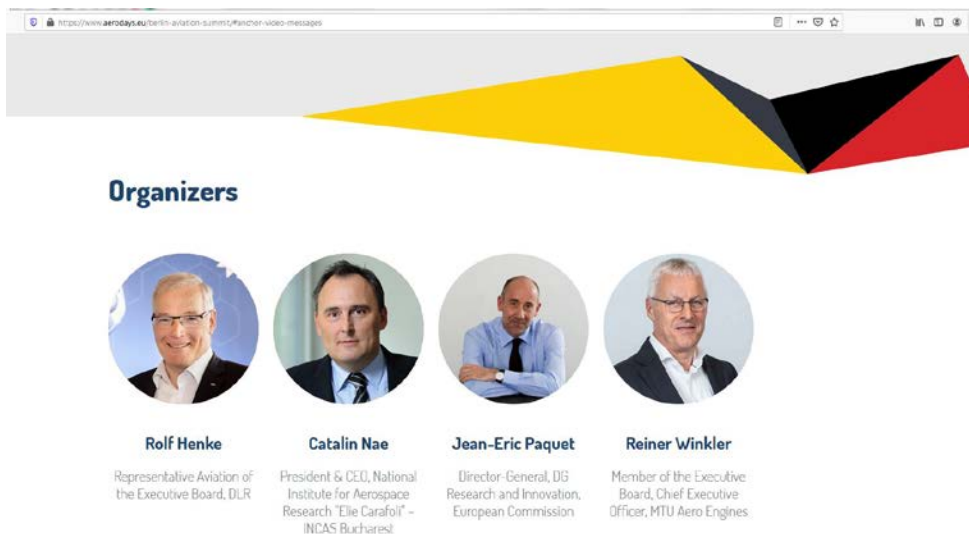 https://www.aerodays.eu/berlin-aviation-summit/#ancher-video-messages
Organizers
Rolf Henke
Representative Aviation of
the Executive Board, DLR
Catalin Nae
President & CEO, National
Institute for Aerospace
Research "Elie Carafoli" –
INCAS Bucharest
Jean-Eric Paquet
Director-General, DG
Research and Innovation,
European Commission
Reiner Winkler
Member of the Executive
Board, Chief Executive
Officer, MTU Aero Engines